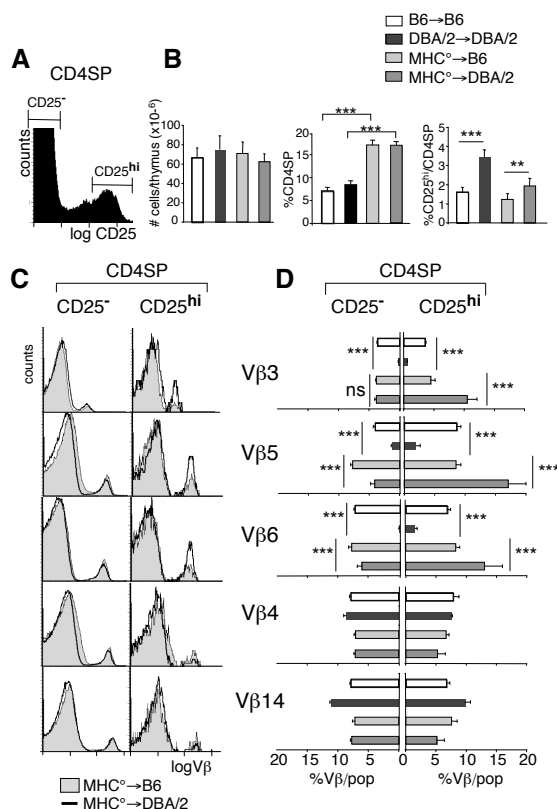 B6→B6
DBA/2→DBA/2
MHC°→B6
MHC°→DBA/2
A
CD4SP
CD25-
CD25hi
counts
log CD25
B
# cells/thymus (x10-6)
100
80
60
40
20
0
***
***
%CD4SP
20
15
10
5
0
***
**
%CD25hi/CD4SP
5
4
3
2
1
0
C
CD4SP
CD25- CD25hi
counts
logVβ
MHC°→B6
MHC°→DBA/2
D
CD4SP
CD25- CD25hi
Vβ3
*** ***
ns ***
Vβ5
*** ***
*** ***
Vβ6
*** ***
*** ***
Vβ4
Vβ14
20 15 10 5 0 5 10 15 20
%Vβ/pop %Vβ/pop